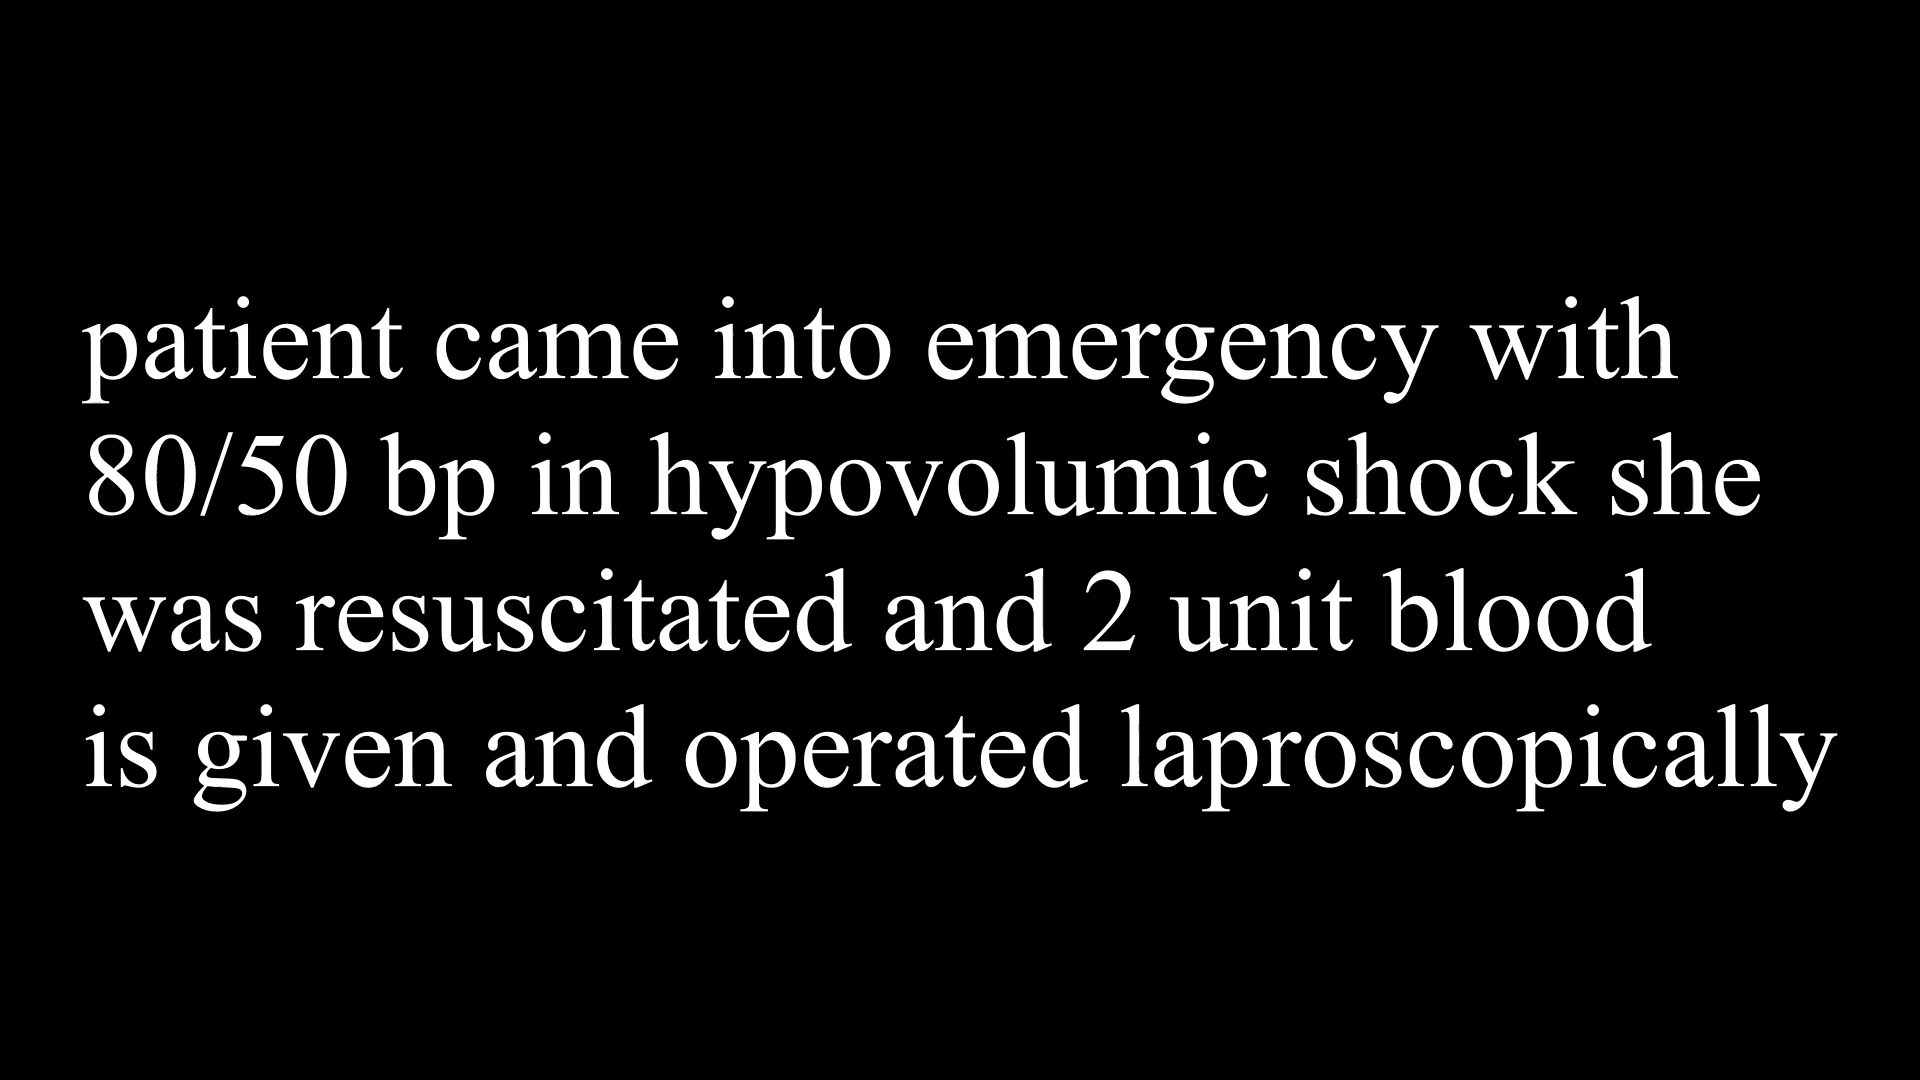 patient came into emergency with
80/50 bp in hypovolumic shock she
was resuscitated and 2 unit blood
is given and operated laproscopically